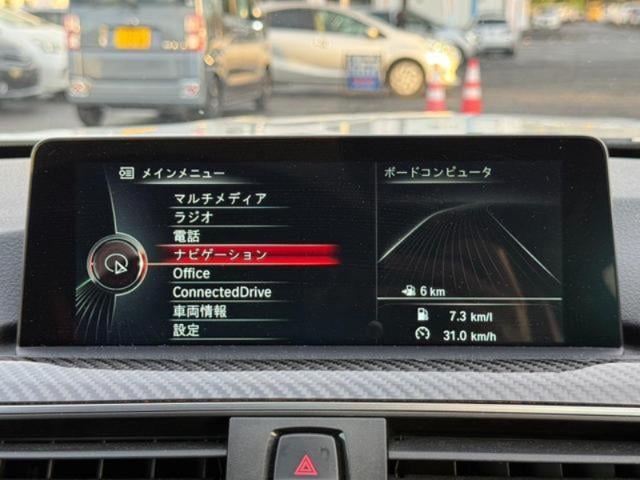 メインメニュー
マルチメディア
ラジオ
電話
ナビゲーション
Office
ConnectedDrive
車両情報
設定
ボードコンピュータ
6 km
7.3 km/l
31.0 km/h